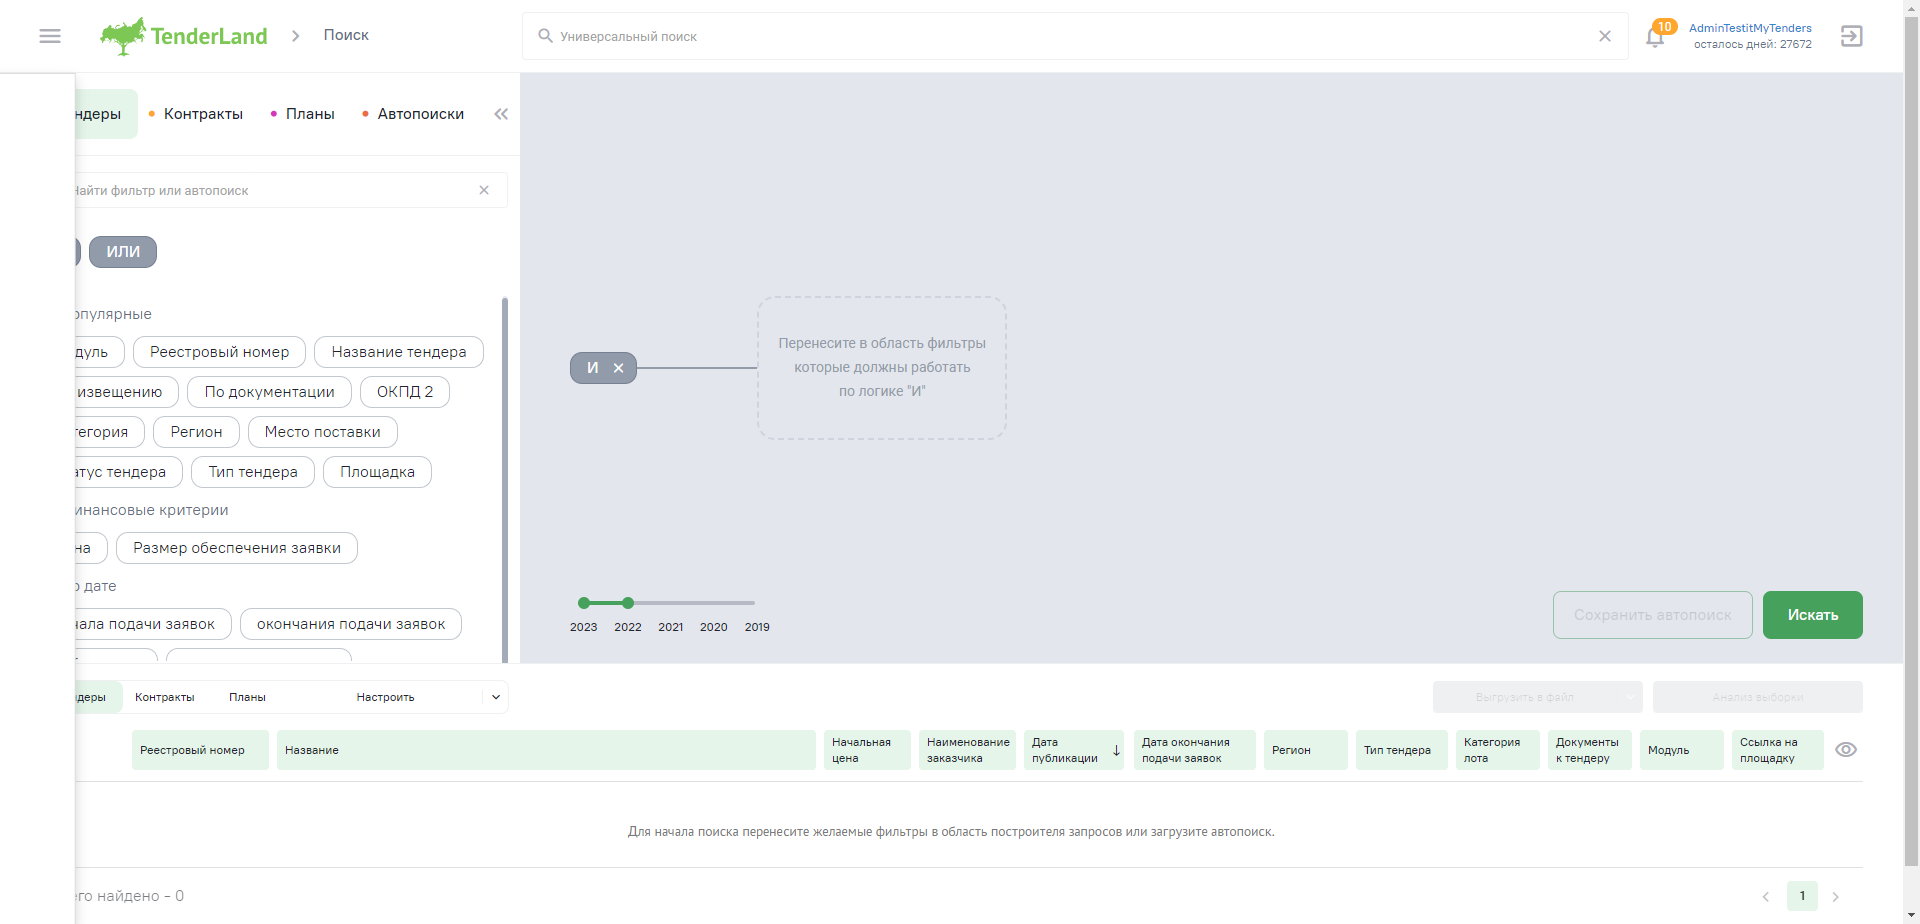 TenderLand
Поиск
Универсальный поиск
10
AdminTestitMyTenders
осталось дней: 27672
ндеры
Контракты
Планы
Автопоиски
Найти фильтр или автопоиск
ИЛИ
опулярные
дуль
Реестровый номер
Название тендера
извещению
По документации
ОКПД 2
тегория
Регион
Место поставки
атус тендера
Тип тендера
Площадка
инансовые критерии
на
Размер обеспечения заявки
о дате
чала подачи заявок
окончания подачи заявок
И
Перенесите в область фильтры
которые должны работать
по логике "И"
2023
2022
2021
2020
2019
Сохранить автопоиск
Искать
деры
Контракты
Планы
Настроить
Выгрузить в файл
Анализ выборки
Реестровый номер
Название
Начальная
цена
Наименование
заказчика
Дата
публикации
Дата окончания
подачи заявок
Регион
Тип тендера
Категория
лота
Документы
к тендеру
Модуль
Ссылка на
площадку
Для начала поиска перенесите желаемые фильтры в область построителя запросов или загрузите автопоиск.
его найдено - 0
1